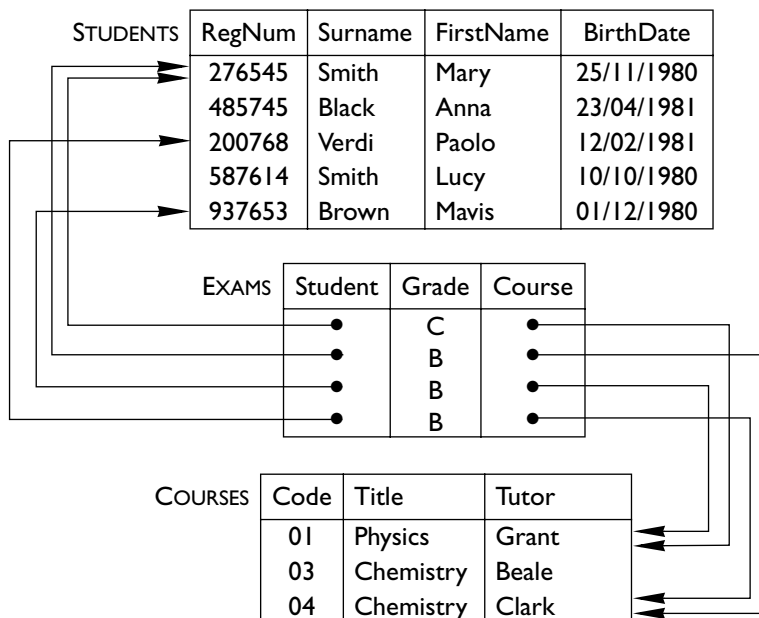 STUDENTS RegNum Surname FirstName BirthDate
276545 Smith Mary 25/11/1980
485745 Black Anna 23/04/1981
200768 Verdi Paolo 12/02/1981
587614 Smith Lucy 10/10/1980
937653 Brown Mavis 01/12/1980
EXAMS Student Grade Course
C
B
B
B
COURSES Code Title Tutor
01 Physics Grant
03 Chemistry Beale
04 Chemistry Clark